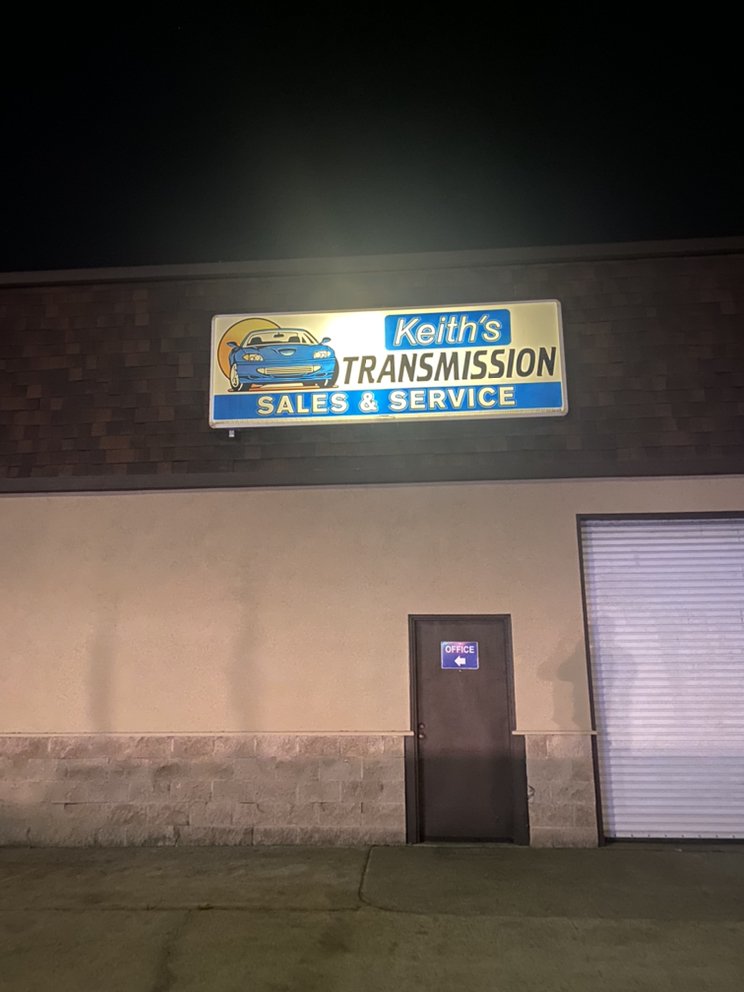 Keith's
TRANSMISSION
SALES & SERVICE
OFFICE